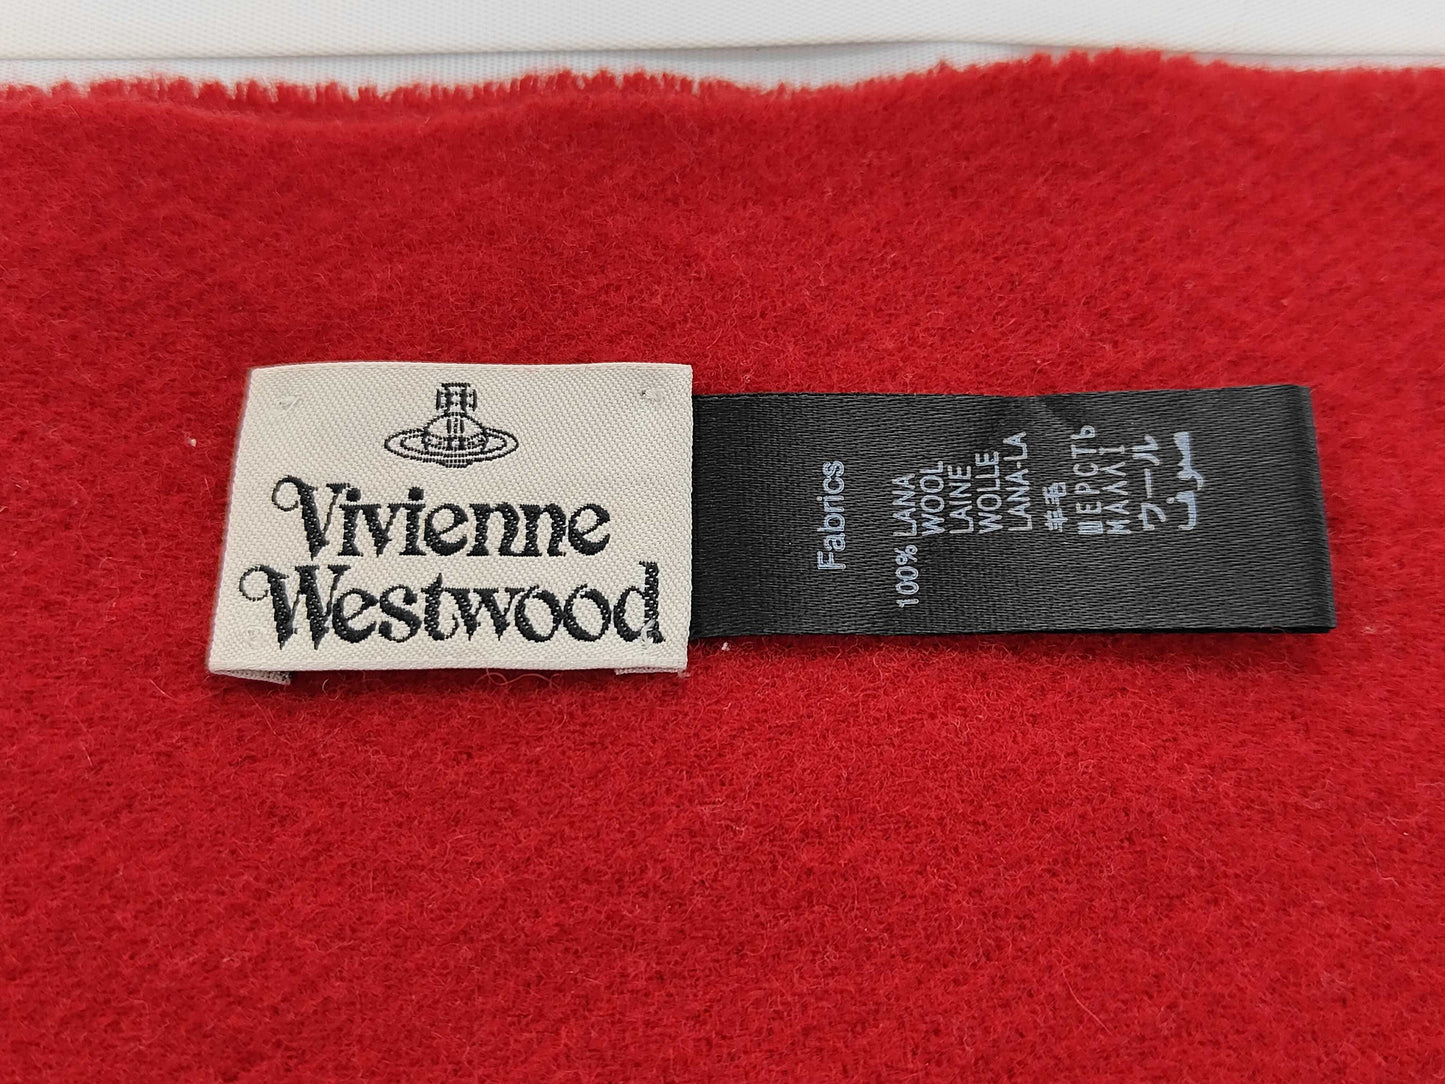 Vivienne
Westwood
Fabrics
100% LANA
WOOL
LAINE
WOLLE
LANA-LA
羊毛
ШЕРСТЬ
ΜΑΛΛΙ
ウール